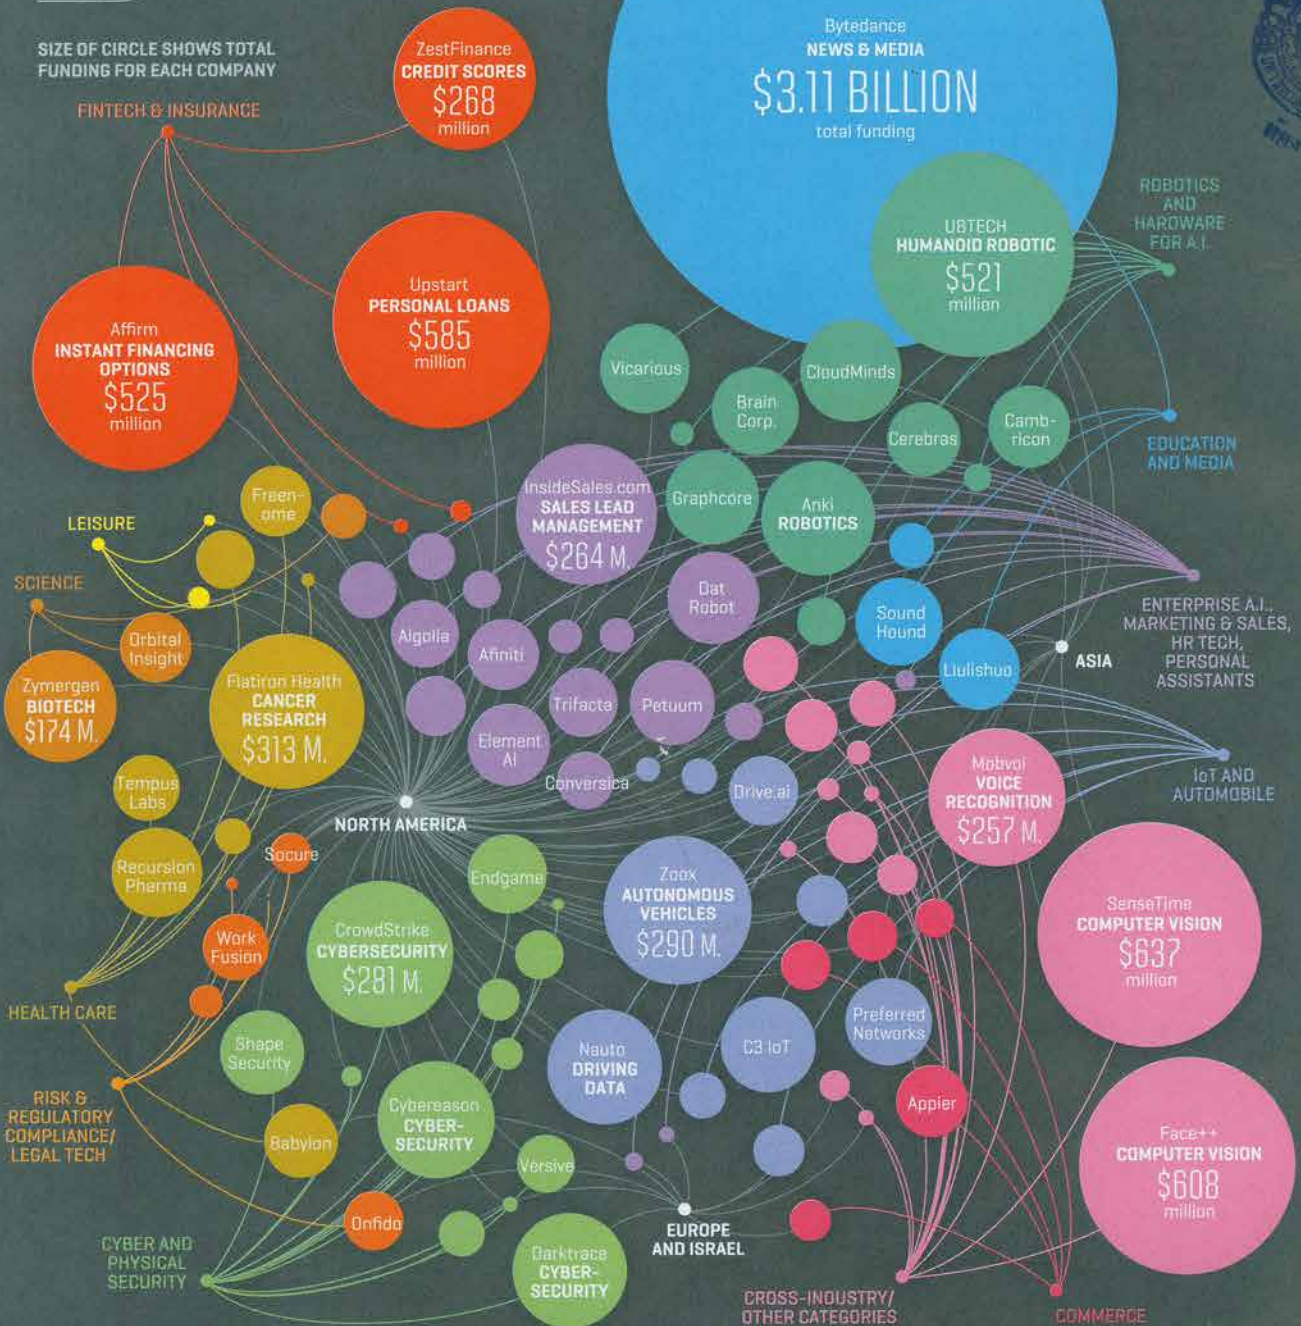 SIZE OF CIRCLE SHOWS TOTAL
FUNDING FOR EACH COMPANY
FINTECH & INSURANCE
ZestFinance
CREDIT SCORES
$268
million
Bytedance
NEWS & MEDIA
$3.11 BILLION
total funding
UBTECH
HUMANOID ROBOTIC
$521
million
ROBOTICS
AND
HARDWARE
FOR A.I.
Affirm
INSTANT FINANCING
OPTIONS
$525
million
Upstart
PERSONAL LOANS
$585
million
Vicarious
CloudMinds
Brain
Corp.
Cerebras
Camb-
ricon
EDUCATION
AND MEDIA
Freen-
ome
InsideSales.com
SALES LEAD
MANAGEMENT
$264 M.
Graphcore
Anki
ROBOTICS
LEISURE
SCIENCE
Orbital
Insight
Zymergen
BIOTECH
$174 M.
Flatiron Health
CANCER
RESEARCH
$313 M.
Algolia
Afiniti
Dat
Robot
Sound
Hound
Liulishuo
ASIA
ENTERPRISE A.I.,
MARKETING & SALES,
HR TECH,
PERSONAL
ASSISTANTS
Trifacta
Petuum
Element
AI
Conversica
Drive.ai
Mobvoi
VOICE
RECOGNITION
$257 M.
IoT AND
AUTOMOBILE
Tempus
Labs
NORTH AMERICA
Recursion
Pharma
Socure
Endgame
Zoox
AUTONOMOUS
VEHICLES
$290 M.
SenseTime
COMPUTER VISION
$637
million
Work
Fusion
CrowdStrike
CYBERSECURITY
$281 M.
HEALTH CARE
Shape
Security
Nauto
DRIVING
DATA
C3 IoT
Preferred
Networks
RISK &
REGULATORY
COMPLIANCE/
LEGAL TECH
Babylon
Cybereason
CYBER-
SECURITY
Appier
Face++
COMPUTER VISION
$608
million
Versive
Onfido
EUROPE
AND ISRAEL
CYBER AND
PHYSICAL
SECURITY
Darktrace
CYBER-
SECURITY
CROSS-INDUSTRY/
OTHER CATEGORIES
COMMERCE